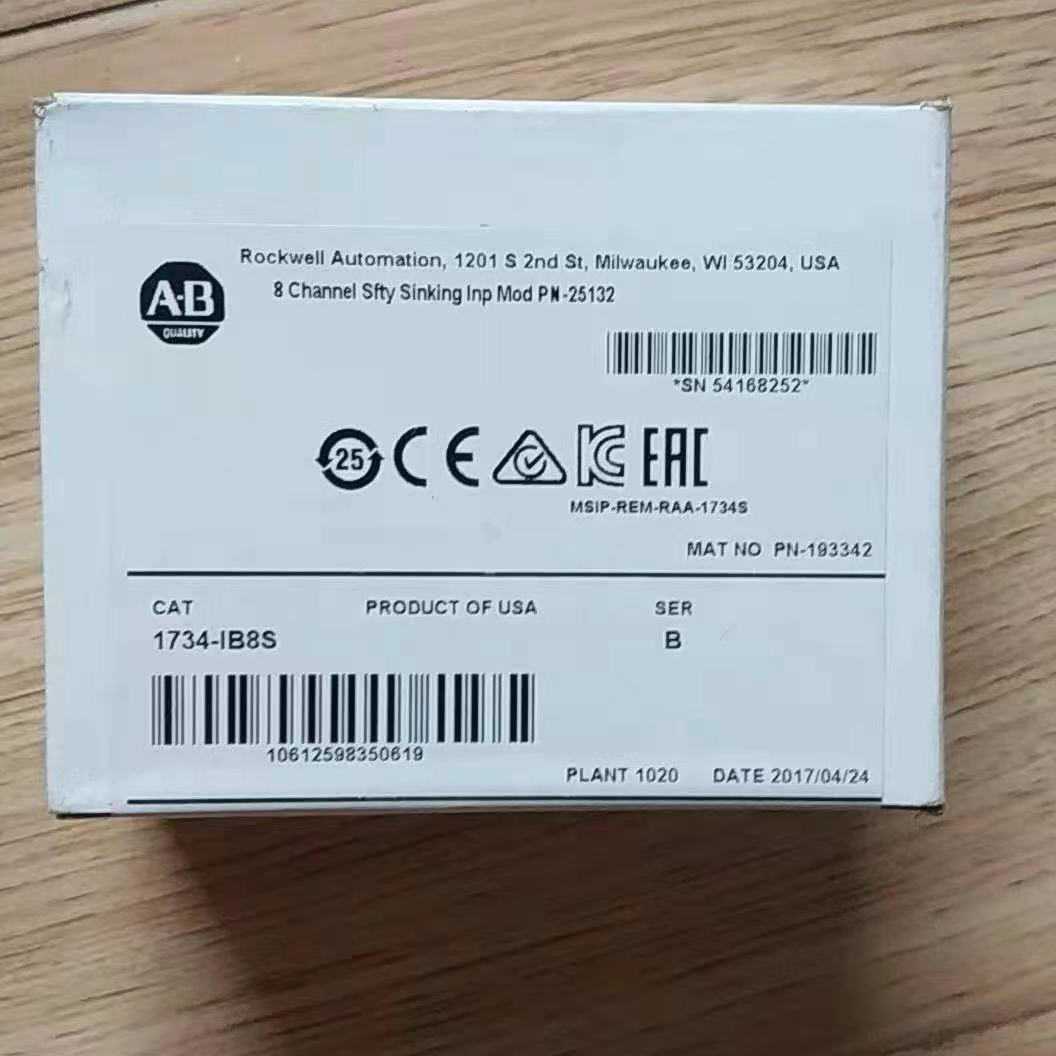 Rockwell Automation, 1201 S 2nd St, Milwaukee, WI 53204, USA
8 Channel Sfty Sinking Inp Mod PN-25132
A·B
QUALITY
*SN 54168252*
25 CE KC EAC
MSIP-REM-RAA-1734S
MAT NO PN-193342
CAT PRODUCT OF USA SER
1734-IB8S B
10612598350619
PLANT 1020 DATE 2017/04/24